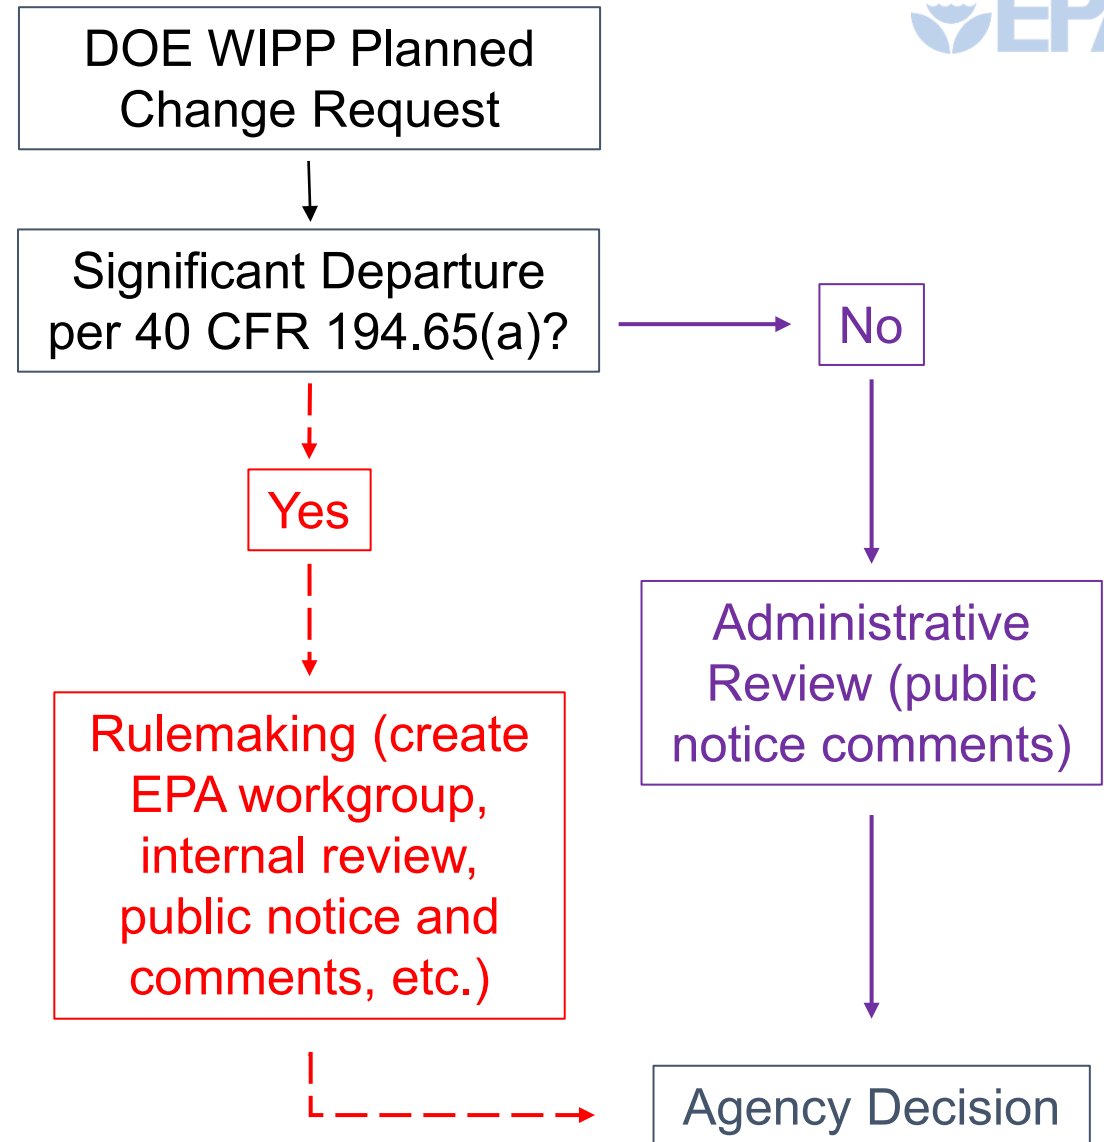 EPA
DOE WIPP Planned
Change Request
Significant Departure
per 40 CFR 194.65(a)?
No
Yes
Administrative
Review (public
notice comments)
Rulemaking (create
EPA workgroup,
internal review,
public notice and
comments, etc.)
Agency Decision